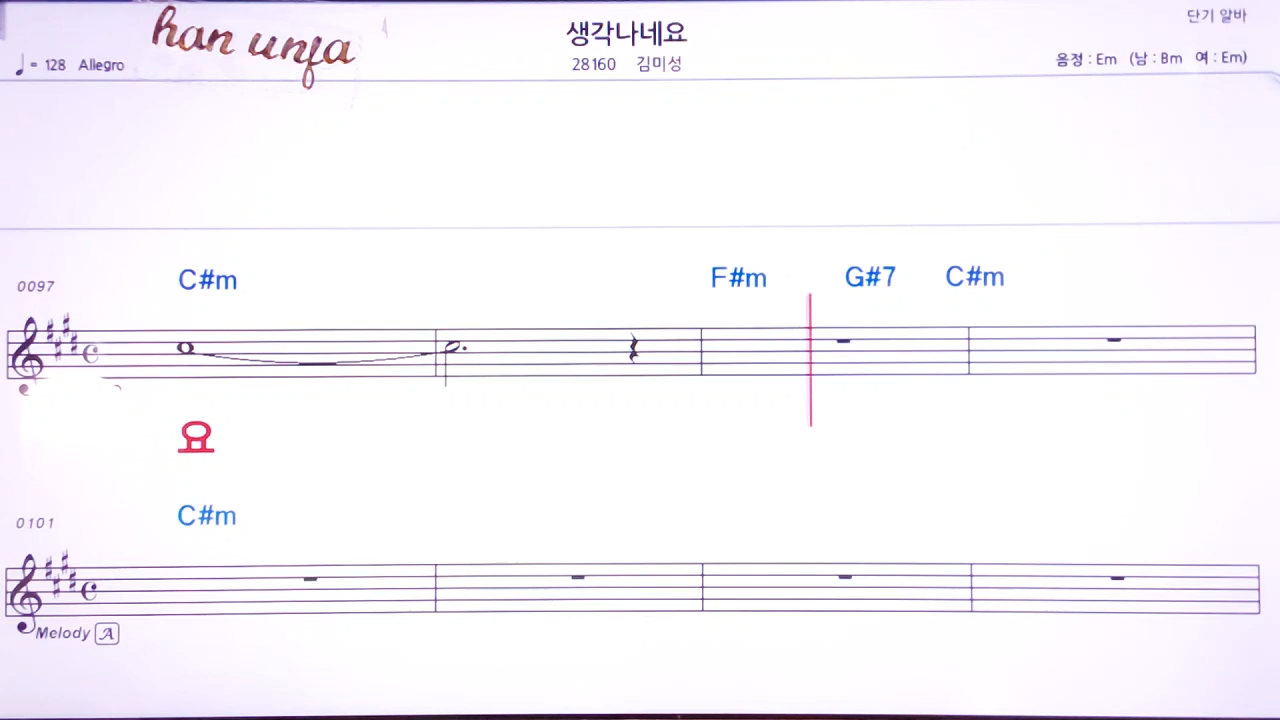 han unfa
생각나네요
단기 알바
♩= 128 Allegro
28160 김미성
음정 : Em (남 : Bm 여 : Em)
C#m F#m G#7 C#m
0097
요
C#m
0101
Melody A